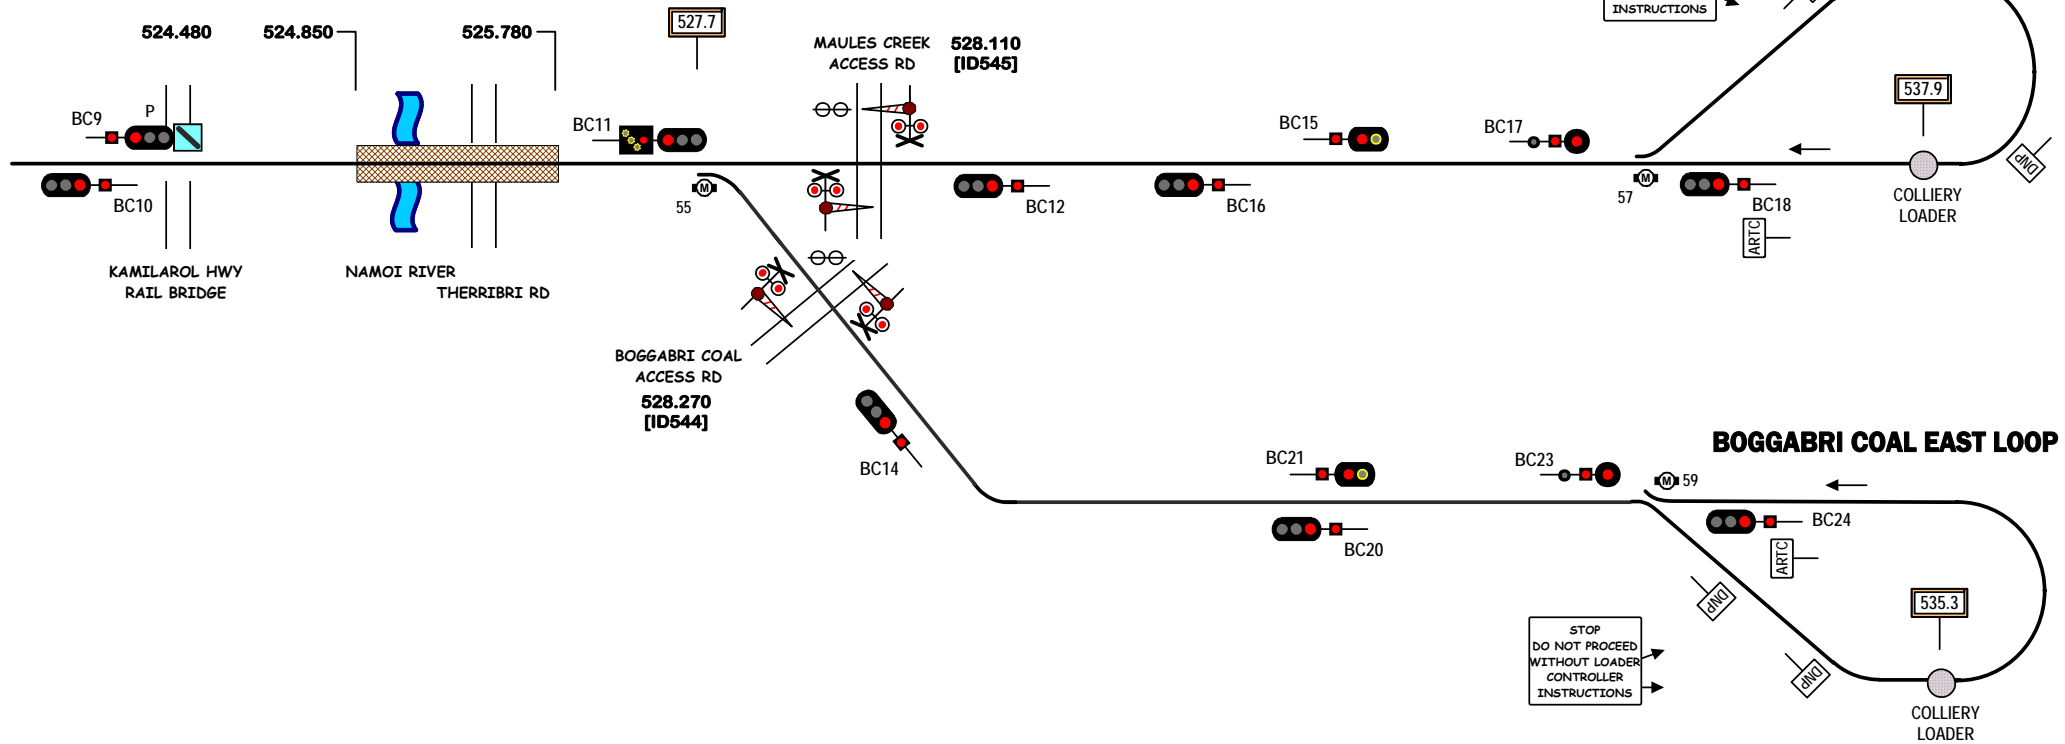 INSTRUCTIONS
527.7
524.480
524.850
525.780
MAULES CREEK
ACCESS RD
528.110
[ID545]
537.9
BC9
P
BC11
BC15
BC17
DNP
BC10
55
BC12
BC16
57
BC18
COLLIERY
LOADER
ARTC
KAMILAROL HWY
RAIL BRIDGE
NAMOI RIVER
THERRIBRI RD
M
M
BOGGABRI COAL
ACCESS RD
528.270
[ID544]
BC14
BOGGABRI COAL EAST LOOP
BC21
BC23
M
59
BC20
BC24
ARTC
DNP
535.3
STOP
DO NOT PROCEED
WITHOUT LOADER
CONTROLLER
INSTRUCTIONS
DNP
COLLIERY
LOADER